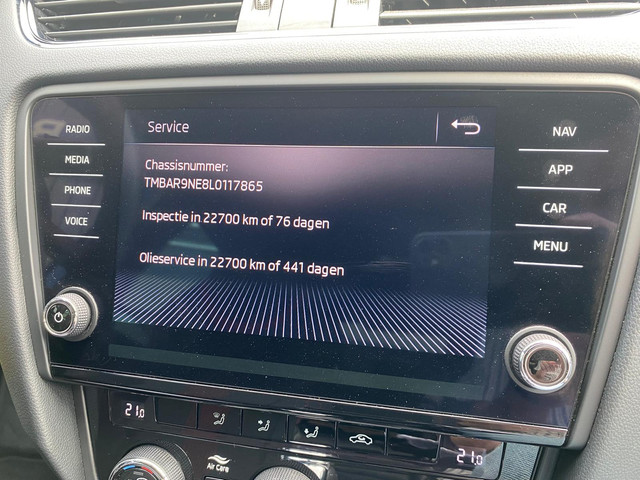 Service
Chassisnummer:
TMBAR9NE8L0117865
Inspectie in 22700 km of 76 dagen
Olieservice in 22700 km of 441 dagen
RADIO
MEDIA
PHONE
VOICE
NAV
APP
CAR
MENU
21.0
21.0
Air Care